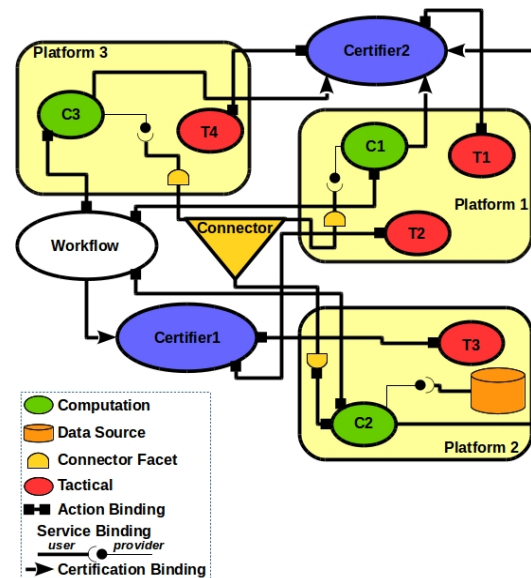 Platform 3
Certifier2
C3
T4
C1
T1
Platform 1
T2
Workflow
Connector
Certifier1
T3
C2
Platform 2
Computation
Data Source
Connector Facet
Tactical
Action Binding
Service Binding
user provider
Certification Binding